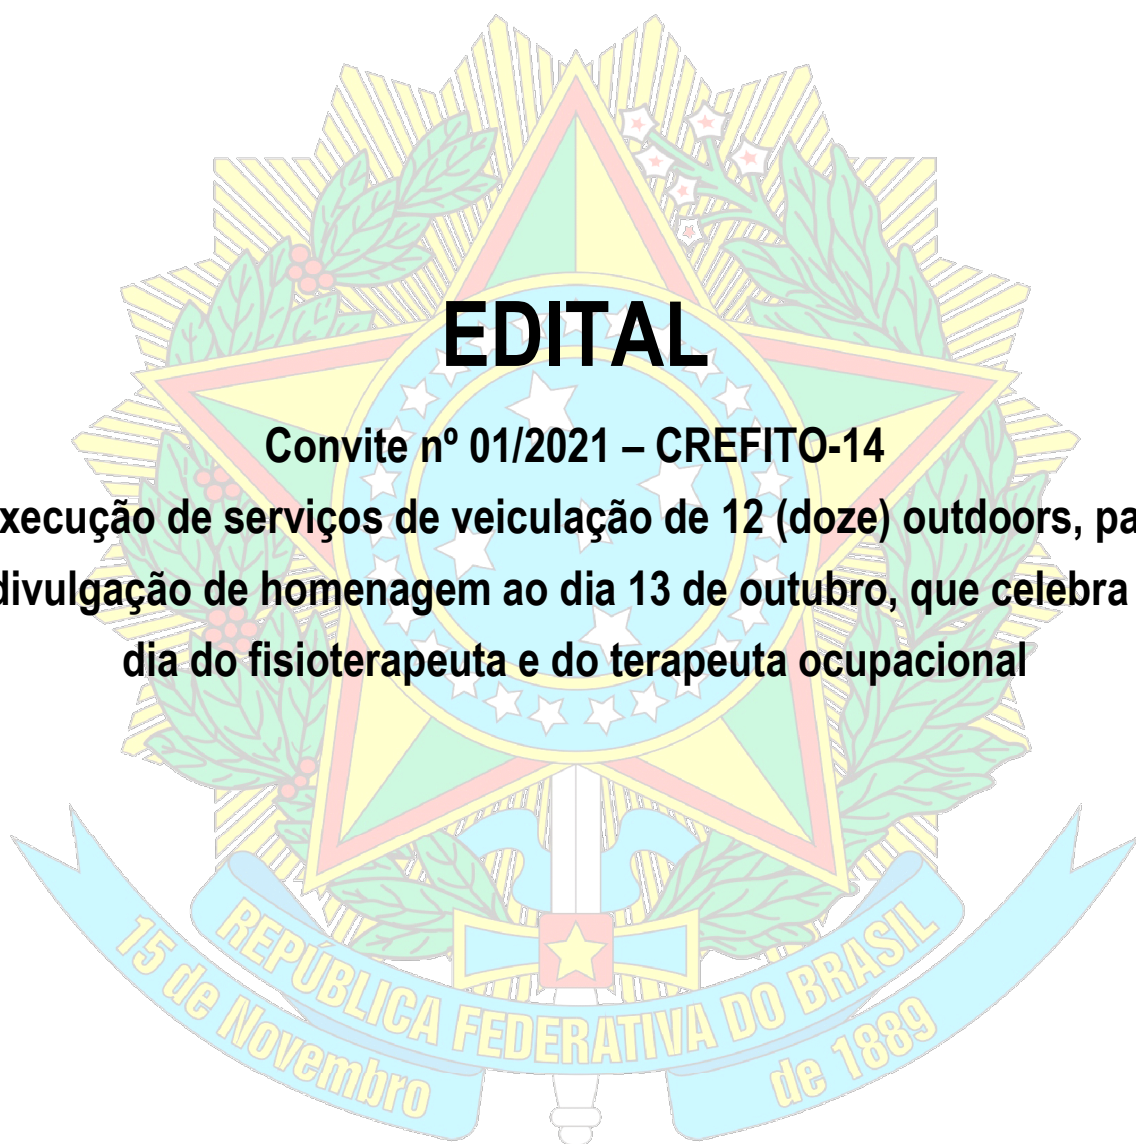 EDITAL
Convite nº 01/2021 – CREFITO-14
xecução de serviços de veiculação de 12 (doze) outdoors, pa
divulgação de homenagem ao dia 13 de outubro, que celebra
dia do fisioterapeuta e do terapeuta ocupacional
REPÚBLICA FEDERATIVA DO BRASIL
15 de Novembro
de 1889